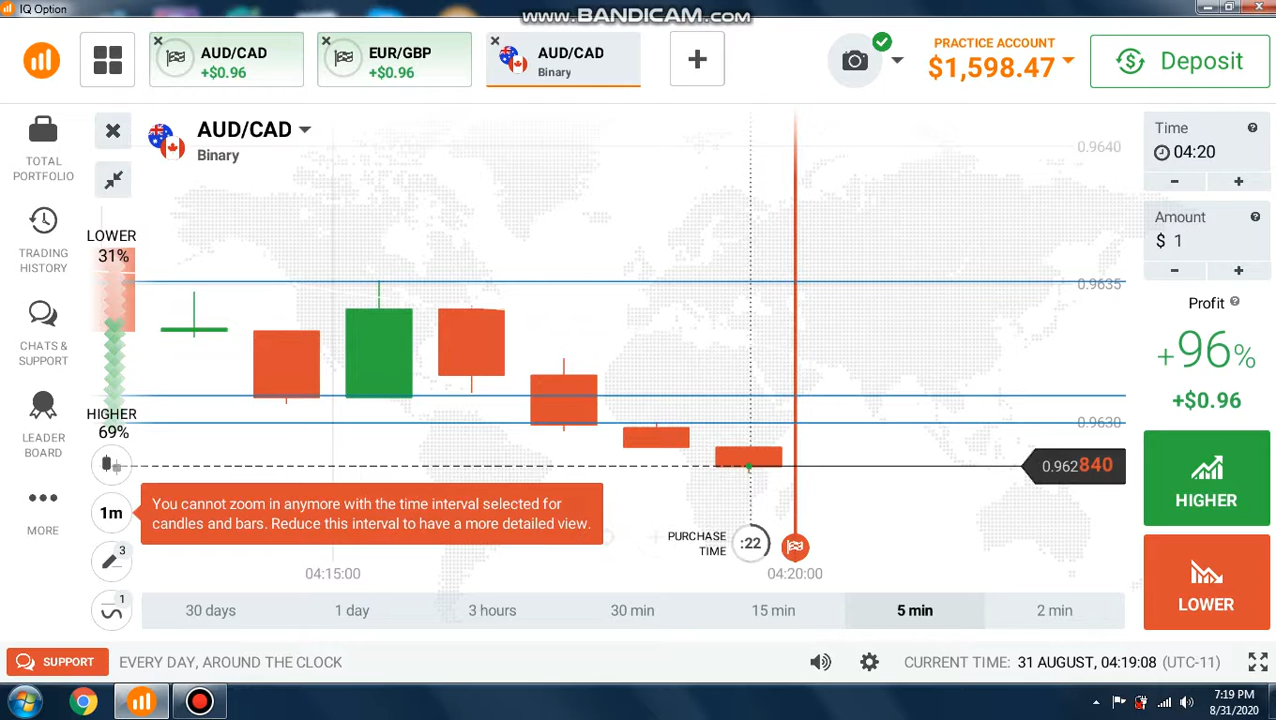 IQ Option
www.BANDICAM.com
AUD/CAD
+$0.96
EUR/GBP
+$0.96
AUD/CAD
Binary
PRACTICE ACCOUNT
$1,598.47
Deposit
TOTAL
PORTFOLIO
TRADING
HISTORY
CHATS &
SUPPORT
LEADER
BOARD
MORE
AUD/CAD
Binary
LOWER
31%
HIGHER
69%
1m
3
1
You cannot zoom in anymore with the time interval selected for
candles and bars. Reduce this interval to have a more detailed view.
0.9640
0.9635
0.9630
0.962840
PURCHASE
TIME
:22
04:15:00
04:20:00
30 days
1 day
3 hours
30 min
15 min
5 min
2 min
Time
04:20
-
+
Amount
$ 1
-
+
Profit
+96%
+$0.96
HIGHER
LOWER
SUPPORT
EVERY DAY, AROUND THE CLOCK
CURRENT TIME: 31 AUGUST, 04:19:08 (UTC-11)
7:19 PM
8/31/2020